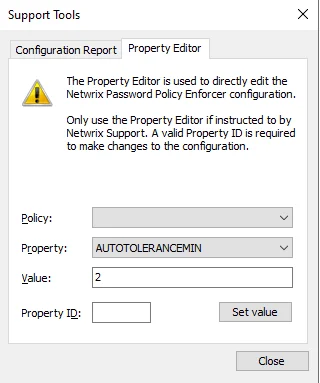 Support Tools
Configuration Report
Property Editor
The Property Editor is used to directly edit the
Netwrix Password Policy Enforcer configuration.
Only use the Property Editor if instructed to by
Netwrix Support. A valid Property ID is required
to make changes to the configuration.
Policy:
Property: AUTOTOLERANCEMIN
Value: 2
Property ID: Set value
Close